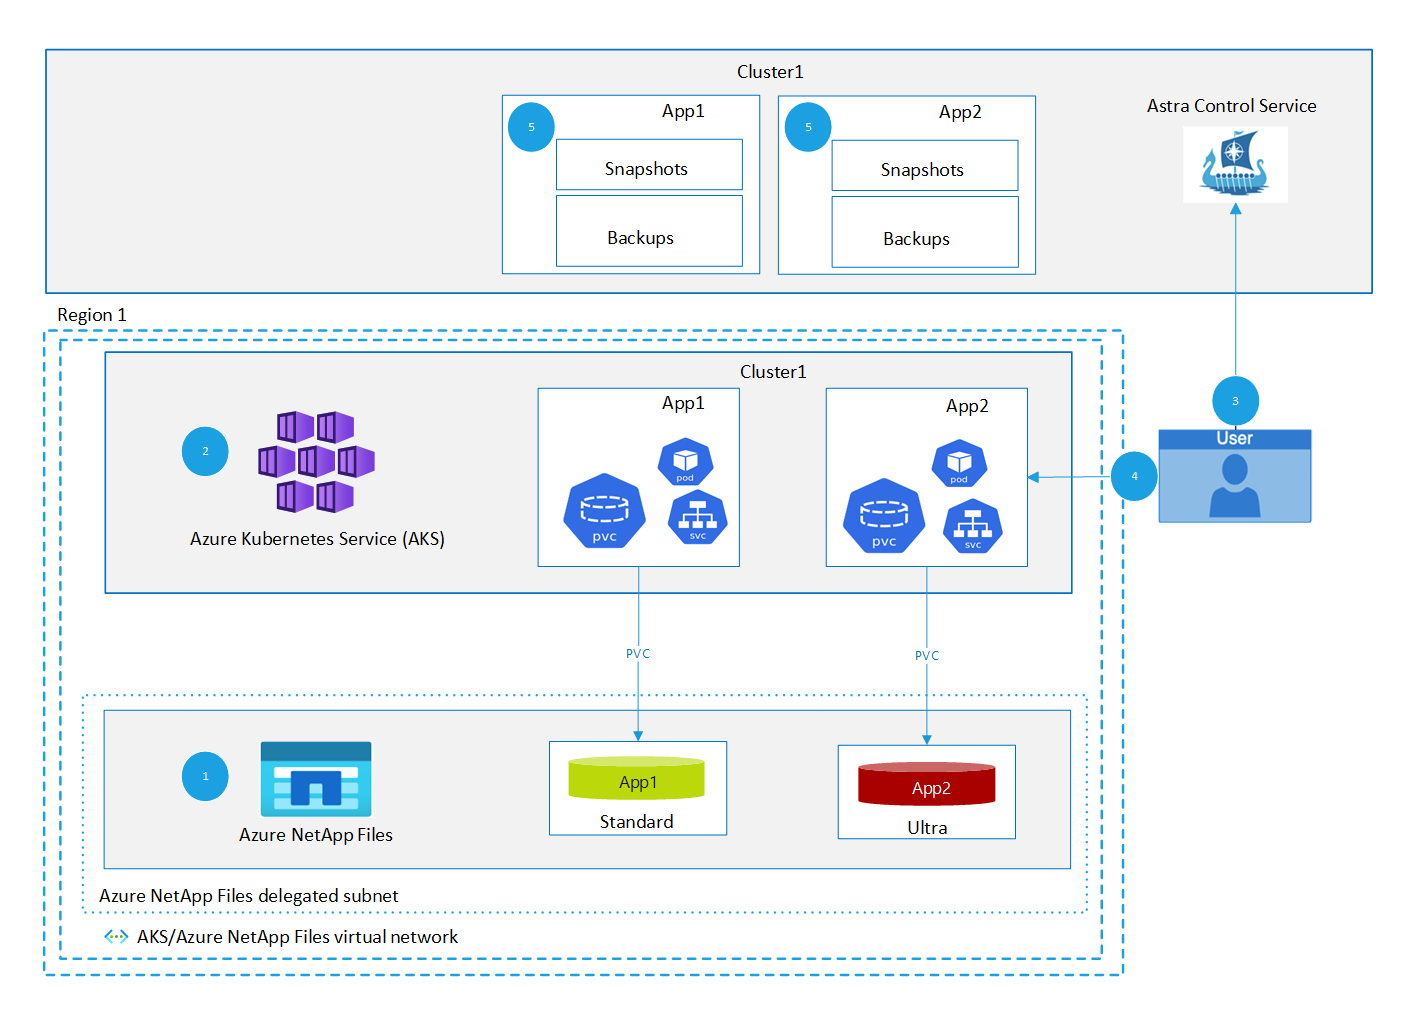 Cluster1
Astra Control Service
5
App1
Snapshots
Backups
5
App2
Snapshots
Backups
Region 1
3
User
4
Cluster1
2
Azure Kubernetes Service (AKS)
App1
pod
pvc
svc
App2
pod
pvc
svc
PVC
PVC
1
Azure NetApp Files
App1
Standard
App2
Ultra
Azure NetApp Files delegated subnet
AKS/Azure NetApp Files virtual network